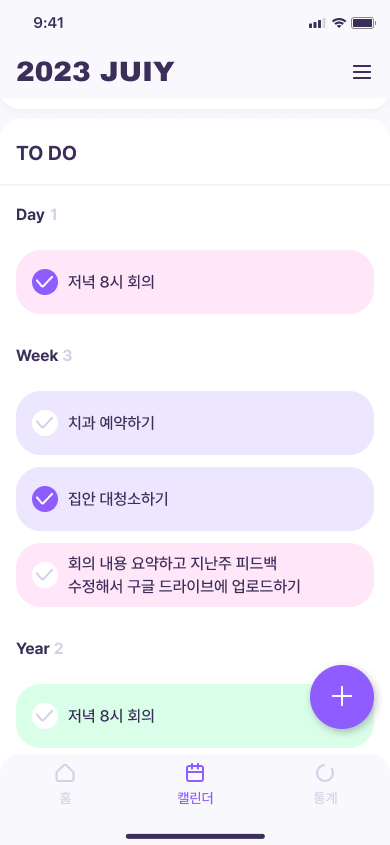 9:41
2023 JUIY
TO DO
Day 1
저녁 8시 회의
Week 3
치과 예약하기
집안 대청소하기
회의 내용 요약하고 지난주 피드백
수정해서 구글 드라이브에 업로드하기
Year 2
저녁 8시 회의
홈
캘린더
통계